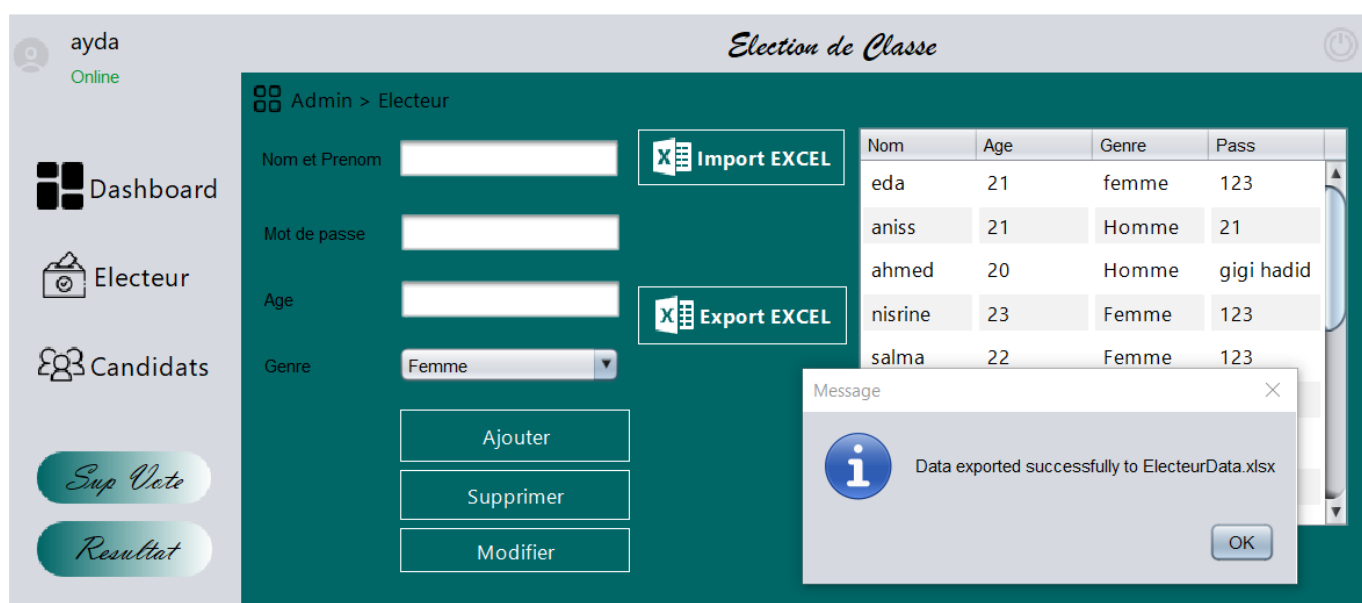 ayda
Online
Election de Classe
Dashboard
Electeur
Candidats
Sup Vote
Resultat
Admin > Electeur
Nom et Prenom
Mot de passe
Age
Genre
Femme
Ajouter
Supprimer
Modifier
Import EXCEL
Export EXCEL
Nom Age Genre Pass
eda 21 femme 123
aniss 21 Homme 21
ahmed 20 Homme gigi hadid
nisrine 23 Femme 123
salma 22 Femme 123
Message
Data exported successfully to ElecteurData.xlsx
OK